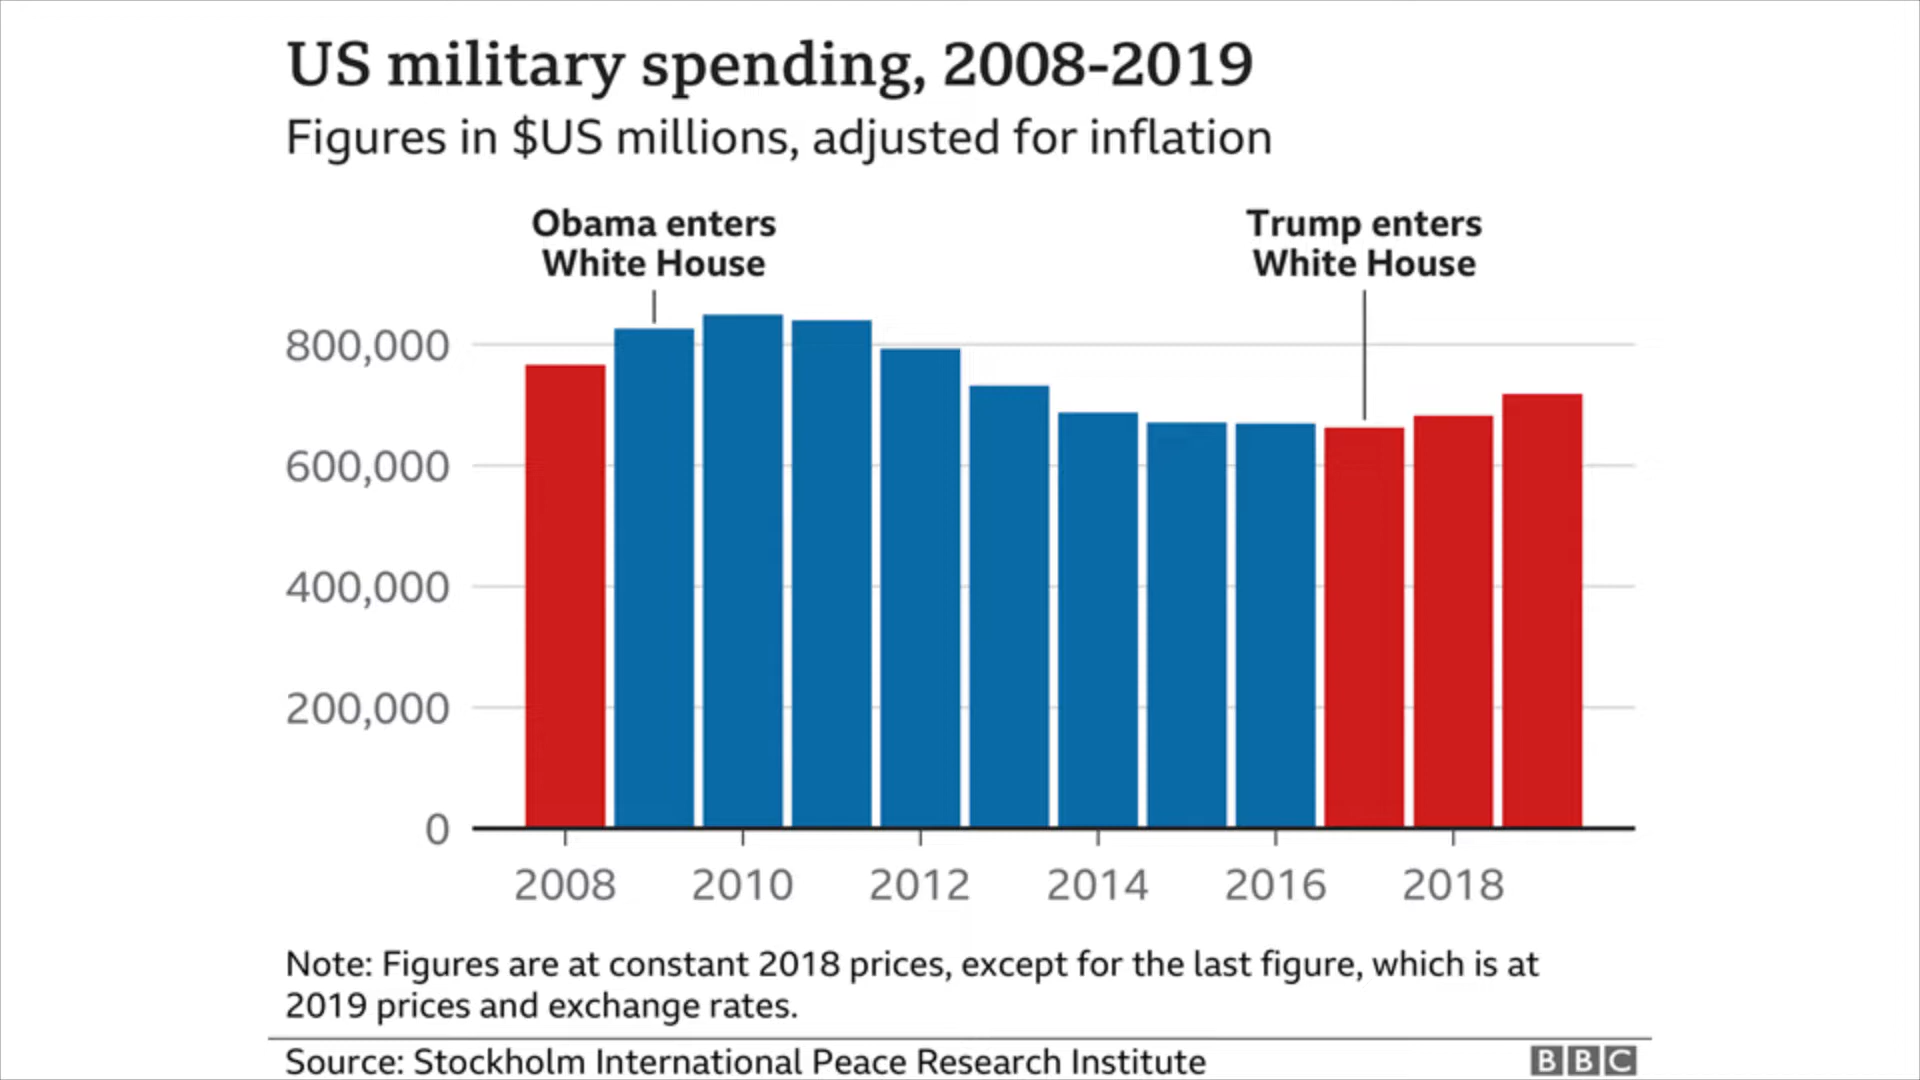 US military spending, 2008-2019
Figures in $US millions, adjusted for inflation
Obama enters
White House
Trump enters
White House
800,000
600,000
400,000
200,000
0
2008
2010
2012
2014
2016
2018
Note: Figures are at constant 2018 prices, except for the last figure, which is at
2019 prices and exchange rates.
Source: Stockholm International Peace Research Institute
BBC